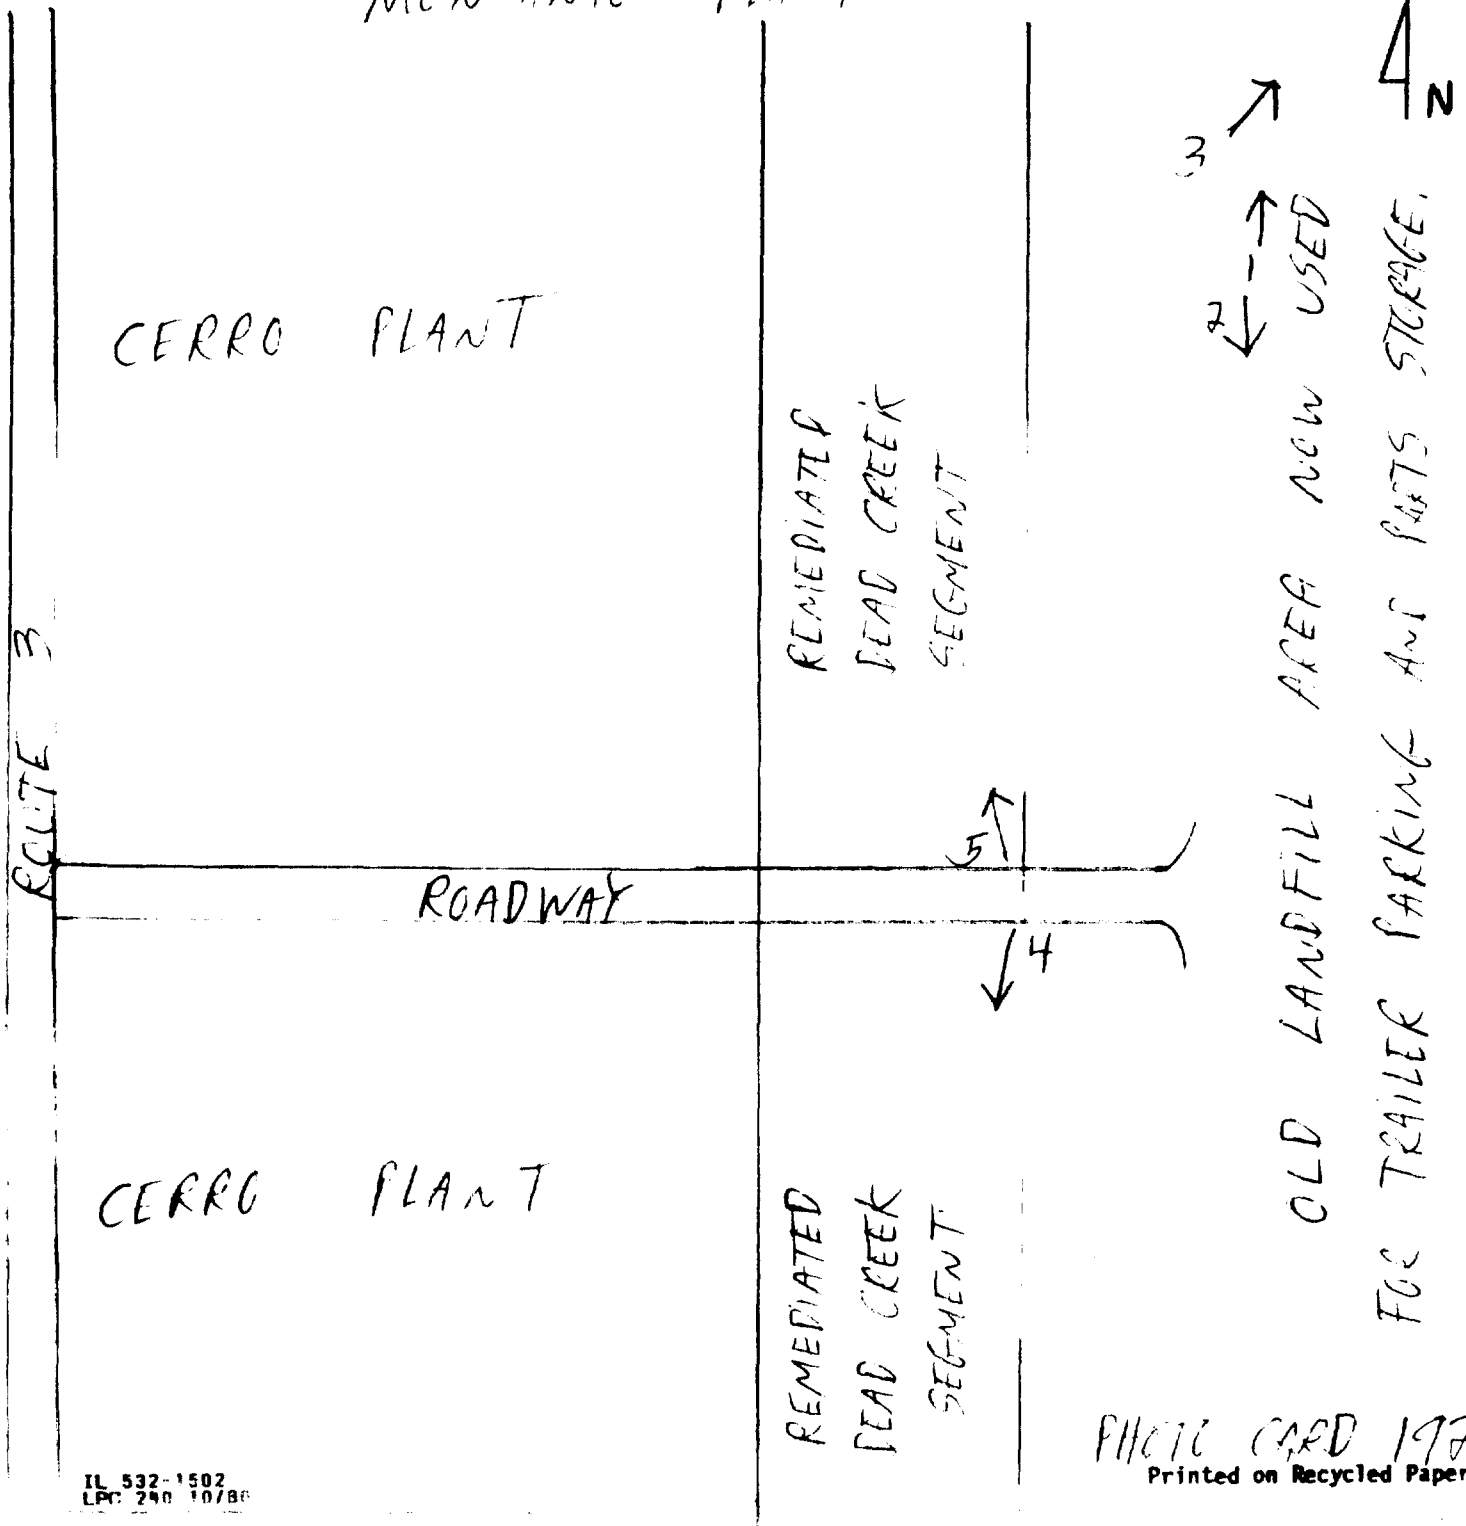 N
3
2
CERRO PLANT
REMEDIATED
DEAD CREEK
SEGMENT
ROUTE 3
5
ROADWAY
4
OLD LANDFILL AREA NOW USED
FOR TRAILER PARKING AND PARTS STORAGE.
CERRO PLANT
REMEDIATED
DEAD CREEK
SEGMENT
PHOTO CARD
IL 532-1502
LPC 240 10/86
Printed on Recycled Paper